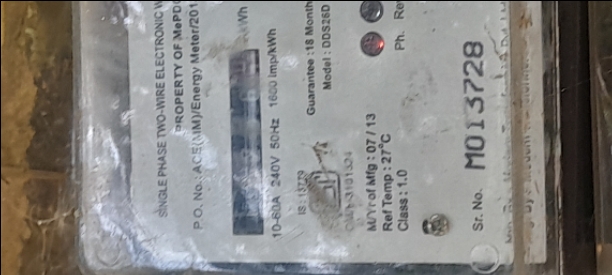 SINGLE PHASE TWO-WIRE ELECTRONIC
PROPERTY OF MePD
P.O. No.: ACE(MM)/Energy Meter/201
10-60A 240V 50Hz 1600 Imp/kWh
IS : 13779
Guarantee : 18 Month
Model : DDS26D
M/Yr of Mfg : 07 / 13
Ref Temp : 27°C
Class : 1.0
Ph. Re
Sr. No. M013728